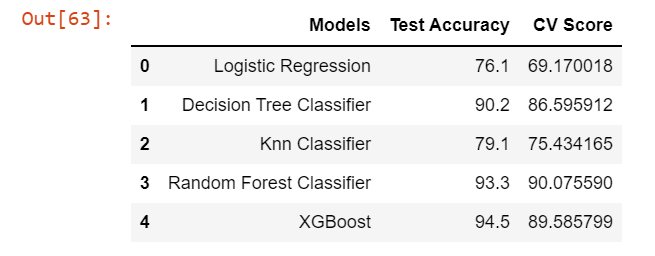 Out[63]:
Models Test Accuracy CV Score
0 Logistic Regression 76.1 69.170018
1 Decision Tree Classifier 90.2 86.595912
2 Knn Classifier 79.1 75.434165
3 Random Forest Classifier 93.3 90.075590
4 XGBoost 94.5 89.585799